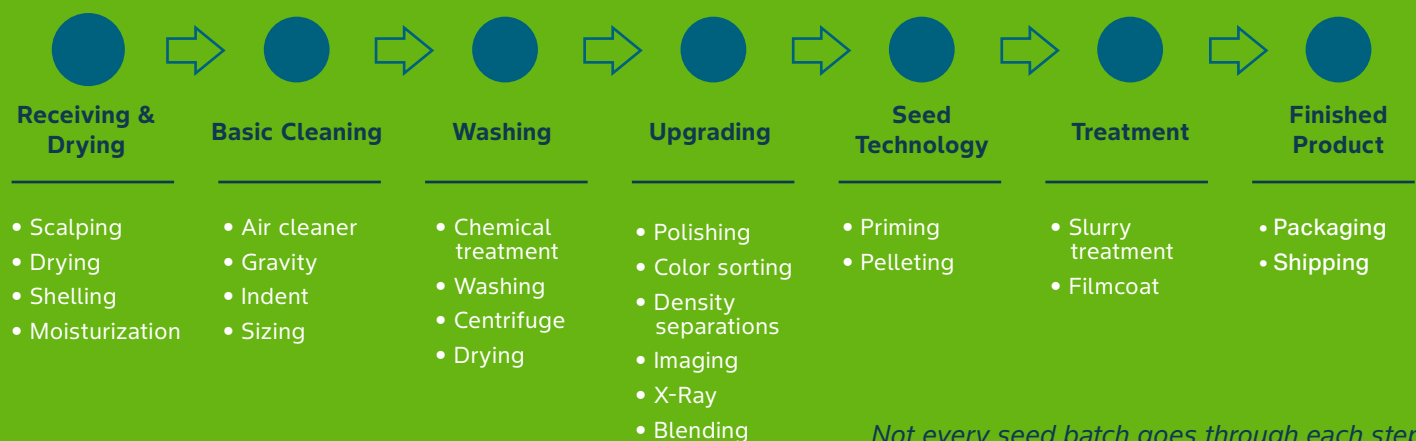 Receiving &
Drying
• Scalping
• Drying
• Shelling
• Moisturization
Basic Cleaning
• Air cleaner
• Gravity
• Indent
• Sizing
Washing
• Chemical
treatment
• Washing
• Centrifuge
• Drying
Upgrading
• Polishing
• Color sorting
• Density
separations
• Imaging
• X-Ray
• Blending
Seed
Technology
• Priming
• Pelleting
Treatment
• Slurry
treatment
• Filmcoat
Finished
Product
• Packaging
• Shipping
Not every seed batch goes through each step